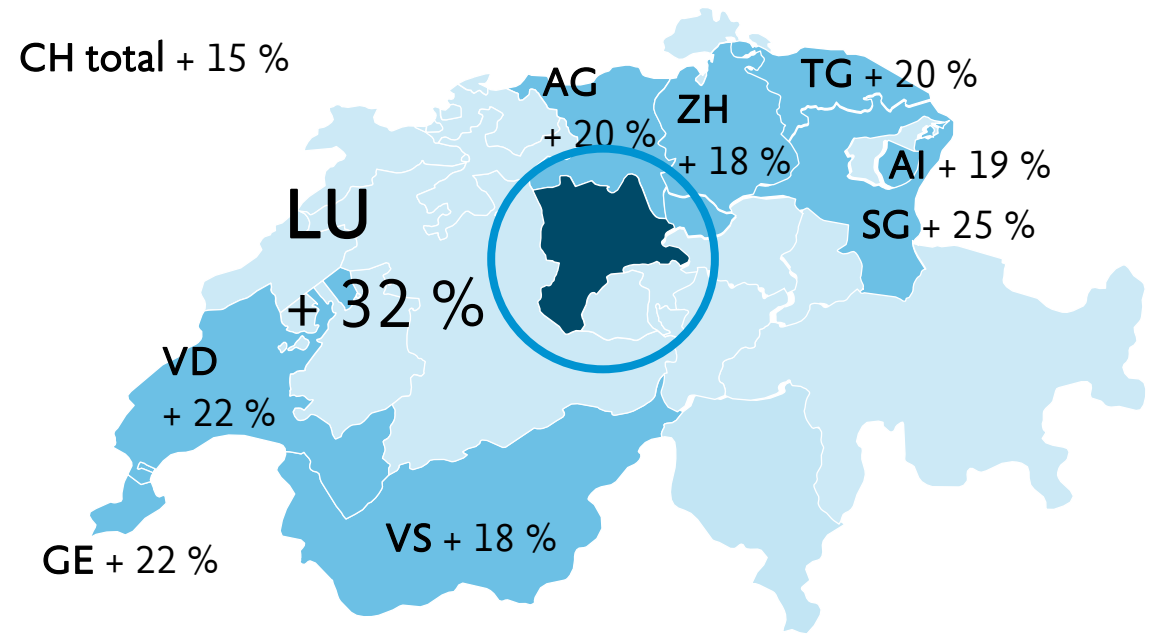 CH total + 15 %
AG
+ 20 %
ZH
+ 18 %
TG + 20 %
AI + 19 %
SG + 25 %
LU
+ 32 %
VD
+ 22 %
GE + 22 %
VS + 18 %